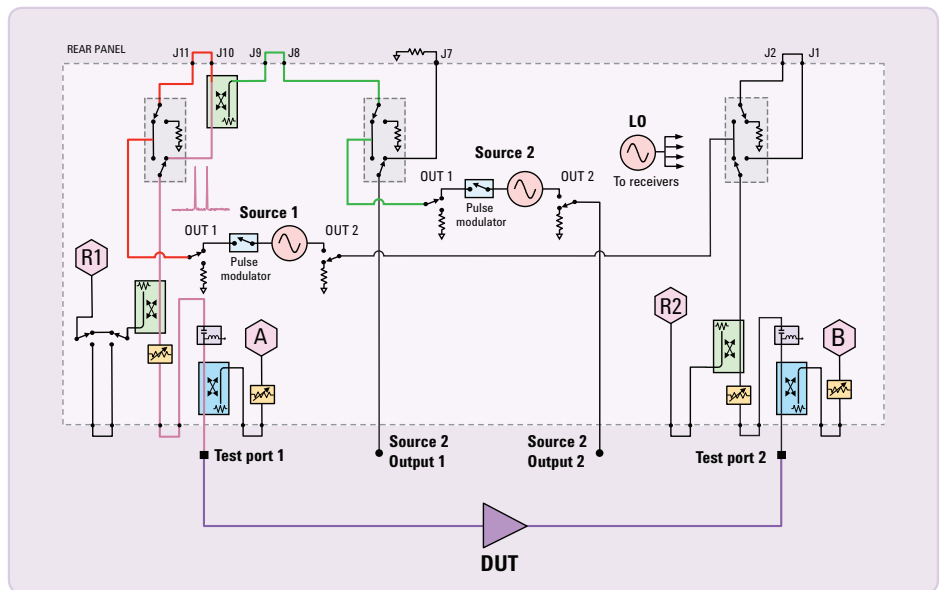 REAR PANEL
J11 J10 J9 J8
J7
J2 J1
LO
To receivers
Source 2
OUT 1
OUT 2
Pulse
modulator
Source 1
OUT 1
OUT 2
Pulse
modulator
R1
A
R2
B
Test port 1
Source 2
Output 1
Source 2
Output 2
Test port 2
DUT